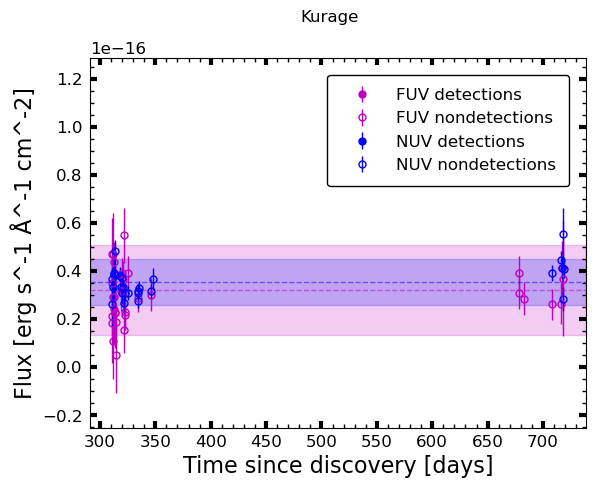 Kurage
1e−16
1.2
1.0
0.8
0.6
0.4
0.2
0.0
−0.2
Flux [erg s^-1 Å^-1 cm^-2]
FUV detections
FUV nondetections
NUV detections
NUV nondetections
300 350 400 450 500 550 600 650 700
Time since discovery [days]